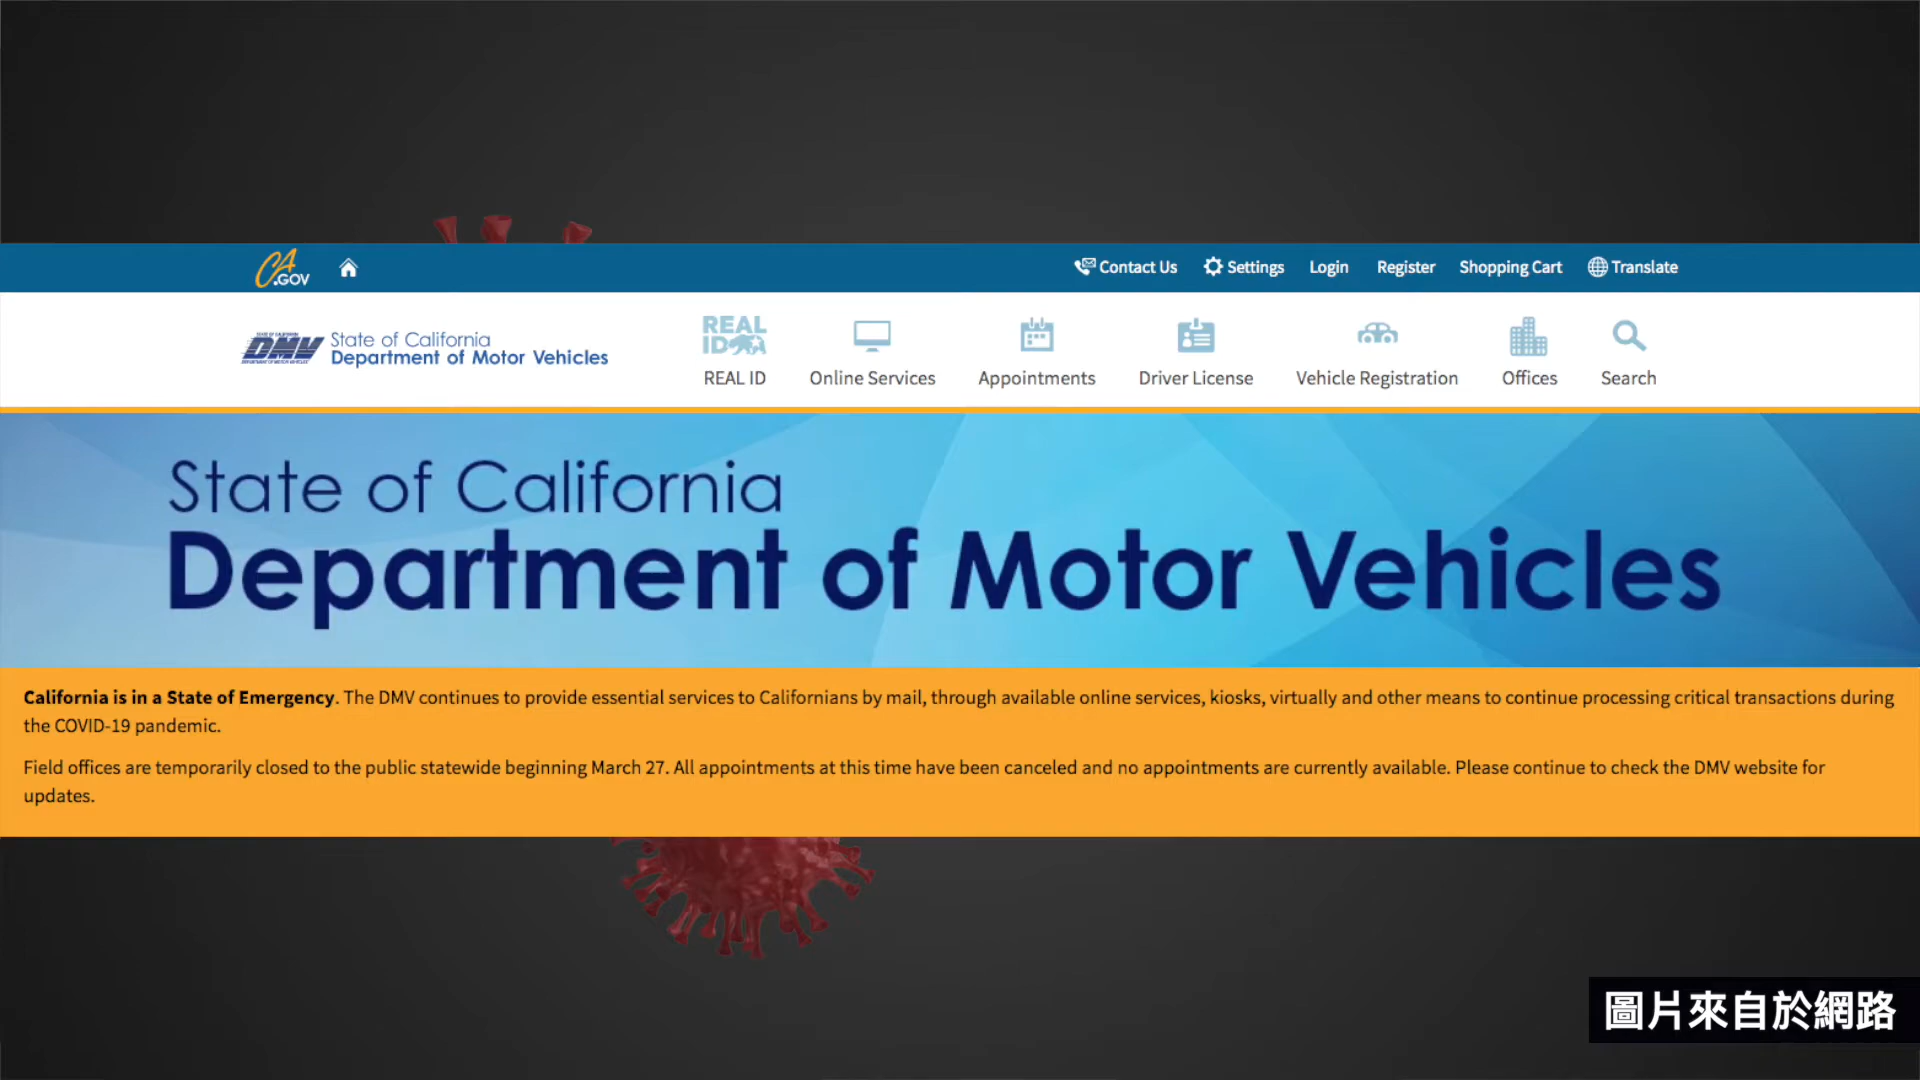 CA.GOV
Contact Us Settings Login Register Shopping Cart Translate
DMV State of California
Department of Motor Vehicles
REAL ID
REAL ID Online Services Appointments Driver License Vehicle Registration Offices Search
State of California
Department of Motor Vehicles
California is in a State of Emergency. The DMV continues to provide essential services to Californians by mail, through available online services, kiosks, virtually and other means to continue processing critical transactions during
the COVID-19 pandemic.
Field offices are temporarily closed to the public statewide beginning March 27. All appointments at this time have been canceled and no appointments are currently available. Please continue to check the DMV website for
updates.
圖片來自於網路